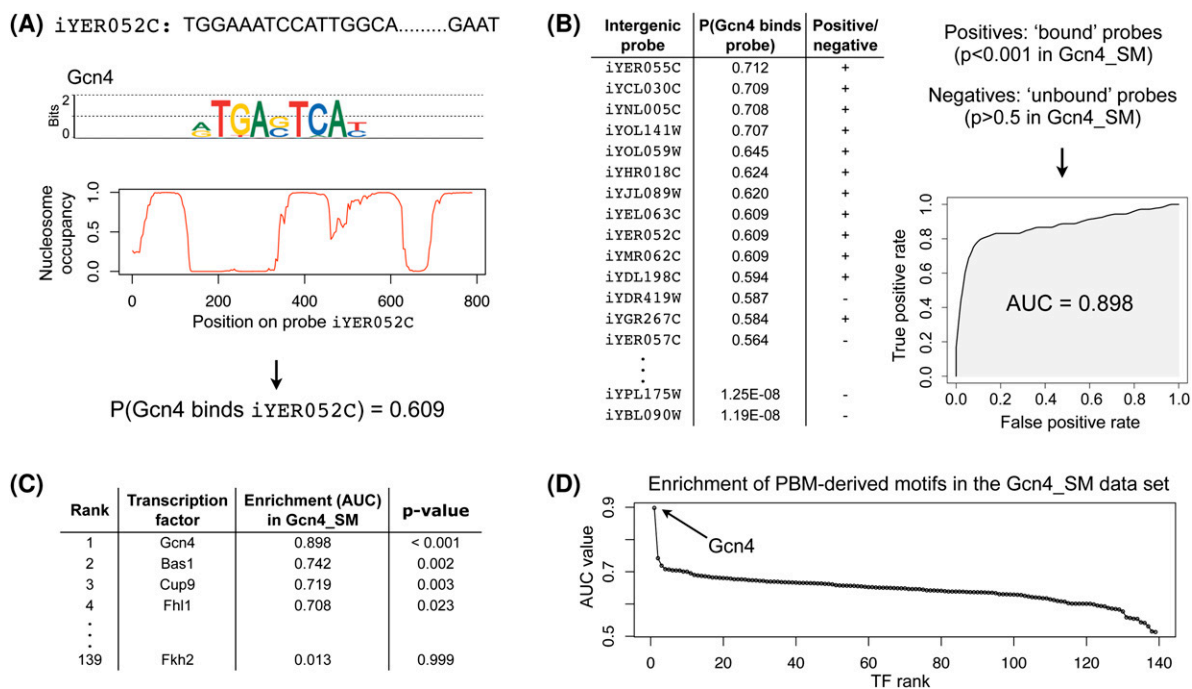 (A) iYER052C: TGGAAATCCATTGGCA.........GAAT
Gcn4
Bits
2
1
0
TGA TCA
Nucleosome occupancy
1.0
0.5
0.0
0 200 400 600 800
Position on probe iYER052C
P(Gcn4 binds iYER052C) = 0.609
(B)
Intergenic probe P(Gcn4 binds probe) Positive/negative
iYER055C 0.712 +
iYCL030C 0.709 +
iYNL005C 0.708 +
iYOL141W 0.707 +
iYOL059W 0.645 +
iYHR018C 0.624 +
iYJL089W 0.620 +
iYEL063C 0.609 +
iYER052C 0.609 +
iYMR062C 0.609 +
iYDL198C 0.594 +
iYDR419W 0.587 -
iYGR267C 0.584 +
iYER057C 0.564 -
iYPL175W 1.25E-08 -
iYBL090W 1.19E-08 -
Positives: ‘bound’ probes
(p<0.001 in Gcn4_SM)
Negatives: ‘unbound’ probes
(p>0.5 in Gcn4_SM)
True positive rate
1.0
0.8
0.4
0.2
0.0
AUC = 0.898
0.0 0.2 0.4 0.6 0.8 1.0
False positive rate
(C)
Rank Transcription factor Enrichment (AUC) in Gcn4_SM p-value
1 Gcn4 0.898 < 0.001
2 Bas1 0.742 0.002
3 Cup9 0.719 0.003
4 Fhl1 0.708 0.023
139 Fkh2 0.013 0.999
(D) Enrichment of PBM-derived motifs in the Gcn4_SM data set
AUC value
0.9
0.7
0.5
Gcn4
0 20 40 60 80 100 120 140
TF rank